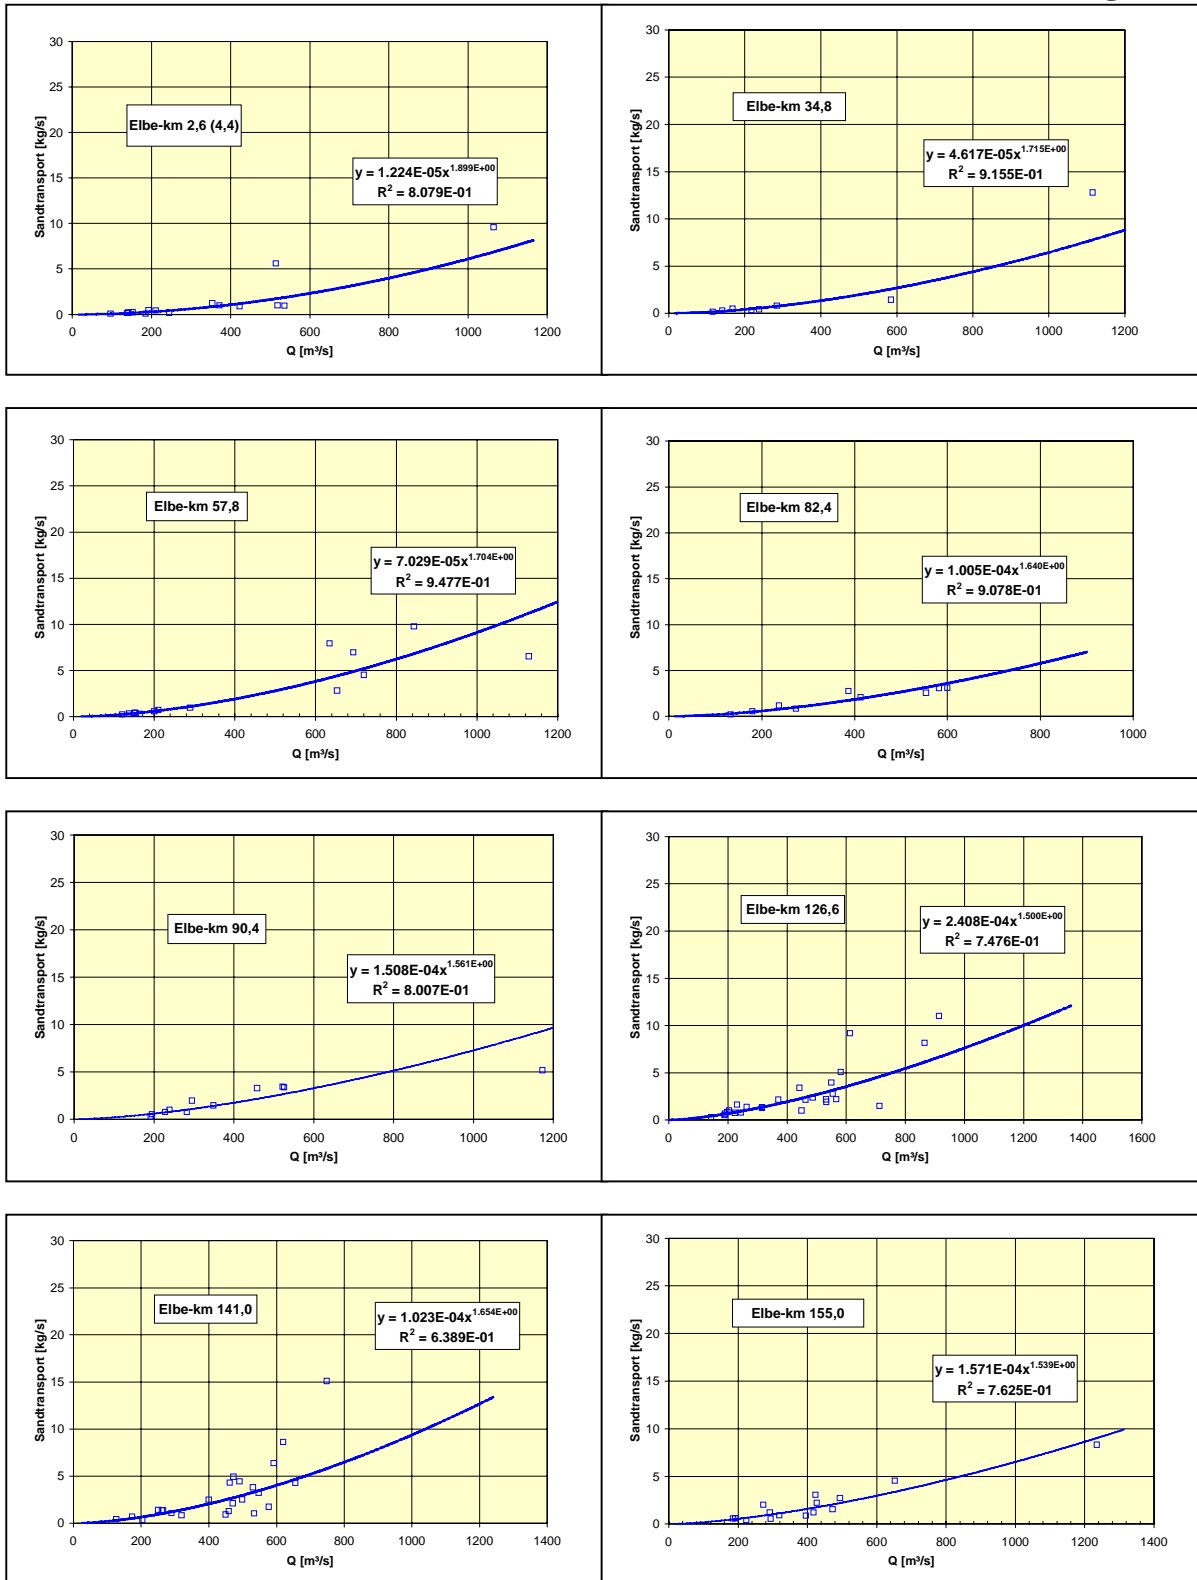 Elbe-km 2,6 (4,4)
y = 1.224E-05x^1.899E+00
R² = 8.079E-01
Sandtransport [kg/s]
30
25
20
15
10
5
0
0 200 400 600 800 1000 1200
Q [m³/s]
Elbe-km 34,8
y = 4.617E-05x^1.715E+00
R² = 9.155E-01
Sandtransport [kg/s]
30
25
20
15
10
5
0
0 200 400 600 800 1000 1200
Q [m³/s]
Elbe-km 57,8
y = 7.029E-05x^1.704E+00
R² = 9.477E-01
Sandtransport [kg/s]
30
25
20
15
10
5
0
0 200 400 600 800 1000 1200
Q [m³/s]
Elbe-km 82,4
y = 1.005E-04x^1.640E+00
R² = 9.078E-01
Sandtransport [kg/s]
30
25
20
15
10
5
0
0 200 400 600 800 1000
Q [m³/s]
Elbe-km 90,4
y = 1.508E-04x^1.561E+00
R² = 8.007E-01
Sandtransport [kg/s]
30
25
20
15
10
5
0
0 200 400 600 800 1000 1200
Q [m³/s]
Elbe-km 126,6
y = 2.408E-04x^1.500E+00
R² = 7.476E-01
Sandtransport [kg/s]
30
25
20
15
10
5
0
0 200 400 600 800 1000 1200 1400 1600
Q [m³/s]
Elbe-km 141,0
y = 1.023E-04x^1.654E+00
R² = 6.389E-01
Sandtransport [kg/s]
30
25
20
15
10
5
0
0 200 400 600 800 1000 1200 1400
Q [m³/s]
Elbe-km 155,0
y = 1.571E-04x^1.539E+00
R² = 7.625E-01
Sandtransport [kg/s]
30
25
20
15
10
5
0
0 200 400 600 800 1000 1200 1400
Q [m³/s]